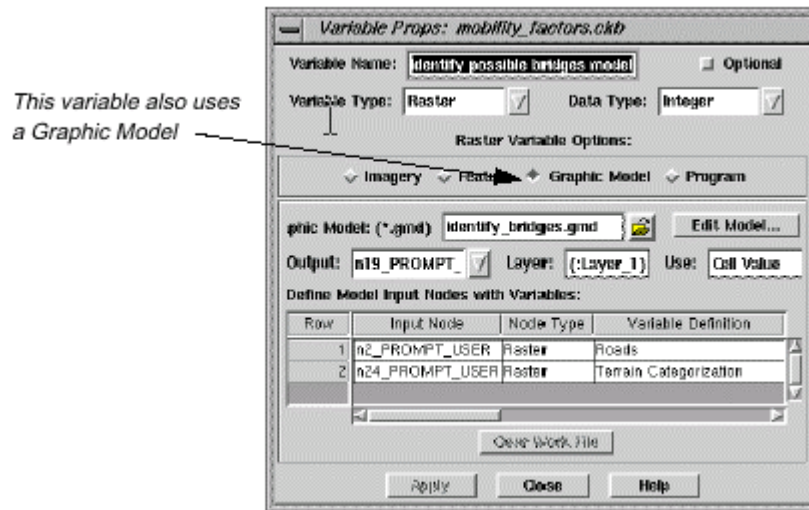 Variable Props: mobility_factors.ckb
Variable Name: Identify possible bridges model Optional
This variable also uses
a Graphic Model
Variable Type: Raster Data Type: Integer
Raster Variable Options:
Imagery Graphic Model Program
phic Model: (*.gmd) identify_bridges.gmd Edit Model...
Output: n19_PROMPT_ Layer: (:Layer_1) Use: Cell Value
Define Model Input Nodes with Variables:
Row Input Node Node Type Variable Definition
1 n2_PROMPT_USER Raster Roads
2 n24_PROMPT_USER Raster Terrain Categorization
Clear Work File
Apply Close Help